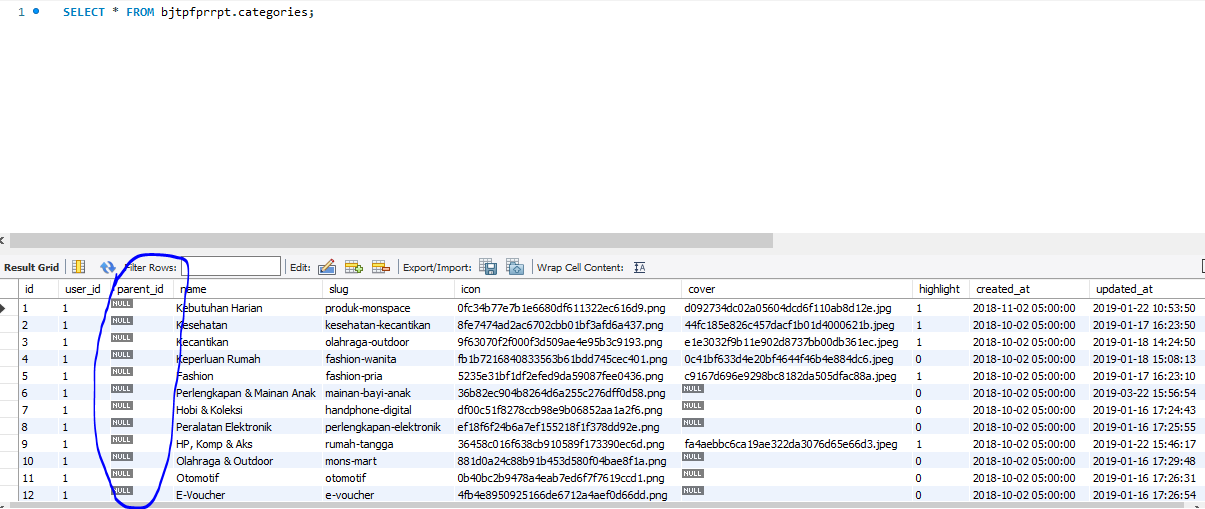 1 SELECT * FROM bjtpfprrpt.categories;
Result Grid Filter Rows: Edit: Export/Import: Wrap Cell Content:
id user_id parent_id name slug icon cover highlight created_at updated_at
1 1 NULL Kebutuhan Harian produk-monspace 0fc34b77e7b1e6680df611322ec616d9.png d092734dc02a05604dcd6f110ab8d12e.jpg 1 2018-11-02 05:00:00 2019-01-22 10:53:50
2 1 NULL Kesehatan kesehatan-kecantikan 8fe7474ad2ac6702cbb01bf3afd6a437.png 44fc185e826c457dacf1b01d4000621b.jpeg 1 2018-10-02 05:00:00 2019-01-17 16:23:50
3 1 NULL Kecantikan olahraga-outdoor 9f63070f2f000f3d509ae4e95b3c9193.png e1e3032f9b11e902d8737bb00db361ec.jpeg 1 2018-10-02 05:00:00 2019-01-18 14:24:50
4 1 NULL Keperluan Rumah fashion-wanita fb1b7216840833563b61bdd745cec401.png 0c41bf633d4e20bf4644f46b4e884dc6.jpeg 0 2018-10-02 05:00:00 2019-01-18 15:08:13
5 1 NULL Fashion fashion-pria 5235e31bf1df2efed9da59087fee0436.png c9167d696e9298bc8182da505dfac88a.jpeg 1 2018-10-02 05:00:00 2019-01-17 16:23:10
6 1 NULL Perlengkapan & Mainan Anak mainan-bayi-anak 36b82ec904b8264d6a255c276dff0d58.png NULL 0 2018-10-02 05:00:00 2019-03-22 15:56:54
7 1 NULL Hobi & Koleksi handphone-digital df00c51f8278ccb98e9b06852aa1a2f6.png NULL 0 2018-10-02 05:00:00 2019-01-16 17:24:43
8 1 NULL Peralatan Elektronik perlengkapan-elektronik ef18f6f24b6a7ef155218f1f378dd92e.png NULL 0 2018-10-02 05:00:00 2019-01-16 17:25:55
9 1 NULL HP, Komp & Aks rumah-tangga 36458c016f638cb910589f173390ec6d.png fa4aebbc6ca19ae322da3076d65e66d3.jpeg 1 2018-10-02 05:00:00 2019-01-22 15:46:17
10 1 NULL Olahraga & Outdoor mons-mart 881d0a24c88b91b453d580f04bae8f1a.png NULL 0 2018-10-02 05:00:00 2019-01-16 17:29:48
11 1 NULL Otomotif otomotif 0b40bc2b9478a4eab7ed6f7f7619ccd1.png NULL 0 2018-10-02 05:00:00 2019-01-16 17:26:31
12 1 NULL E-Voucher e-voucher 4fb4e8950925166de6712a4aef0d66dd.png NULL 0 2018-10-02 05:00:00 2019-01-16 17:26:54